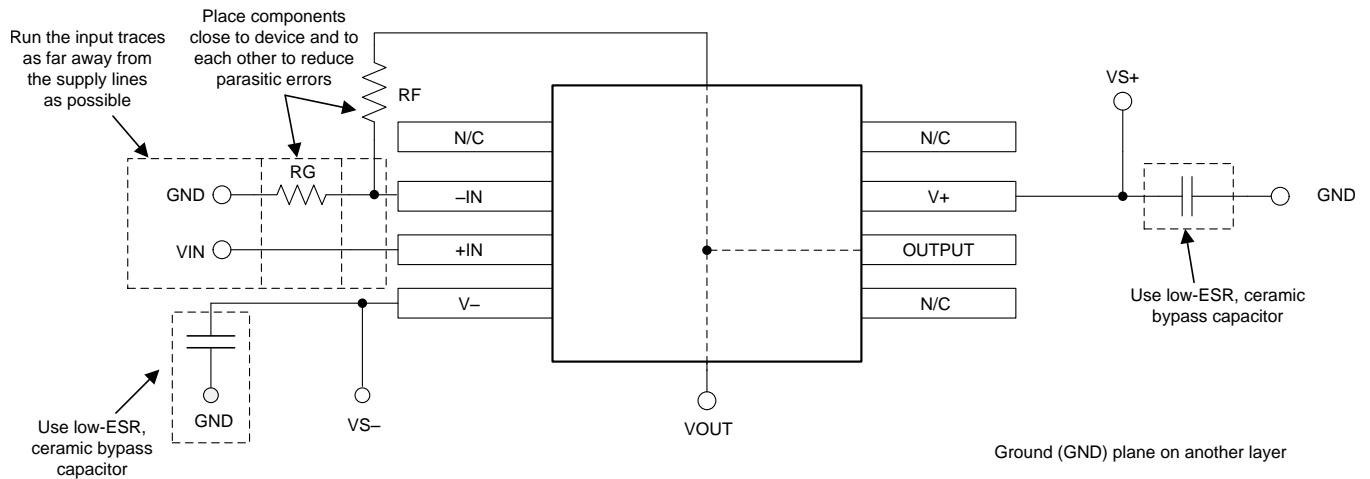 Run the input traces
as far away from
the supply lines
as possible
Place components
close to device and to
each other to reduce
parasitic errors
RF
VS+
N/C
N/C
RG
GND
–IN
V+
GND
VIN
+IN
OUTPUT
V–
N/C
Use low-ESR, ceramic
bypass capacitor
GND
VS–
VOUT
Use low-ESR,
ceramic bypass
capacitor
Ground (GND) plane on another layer